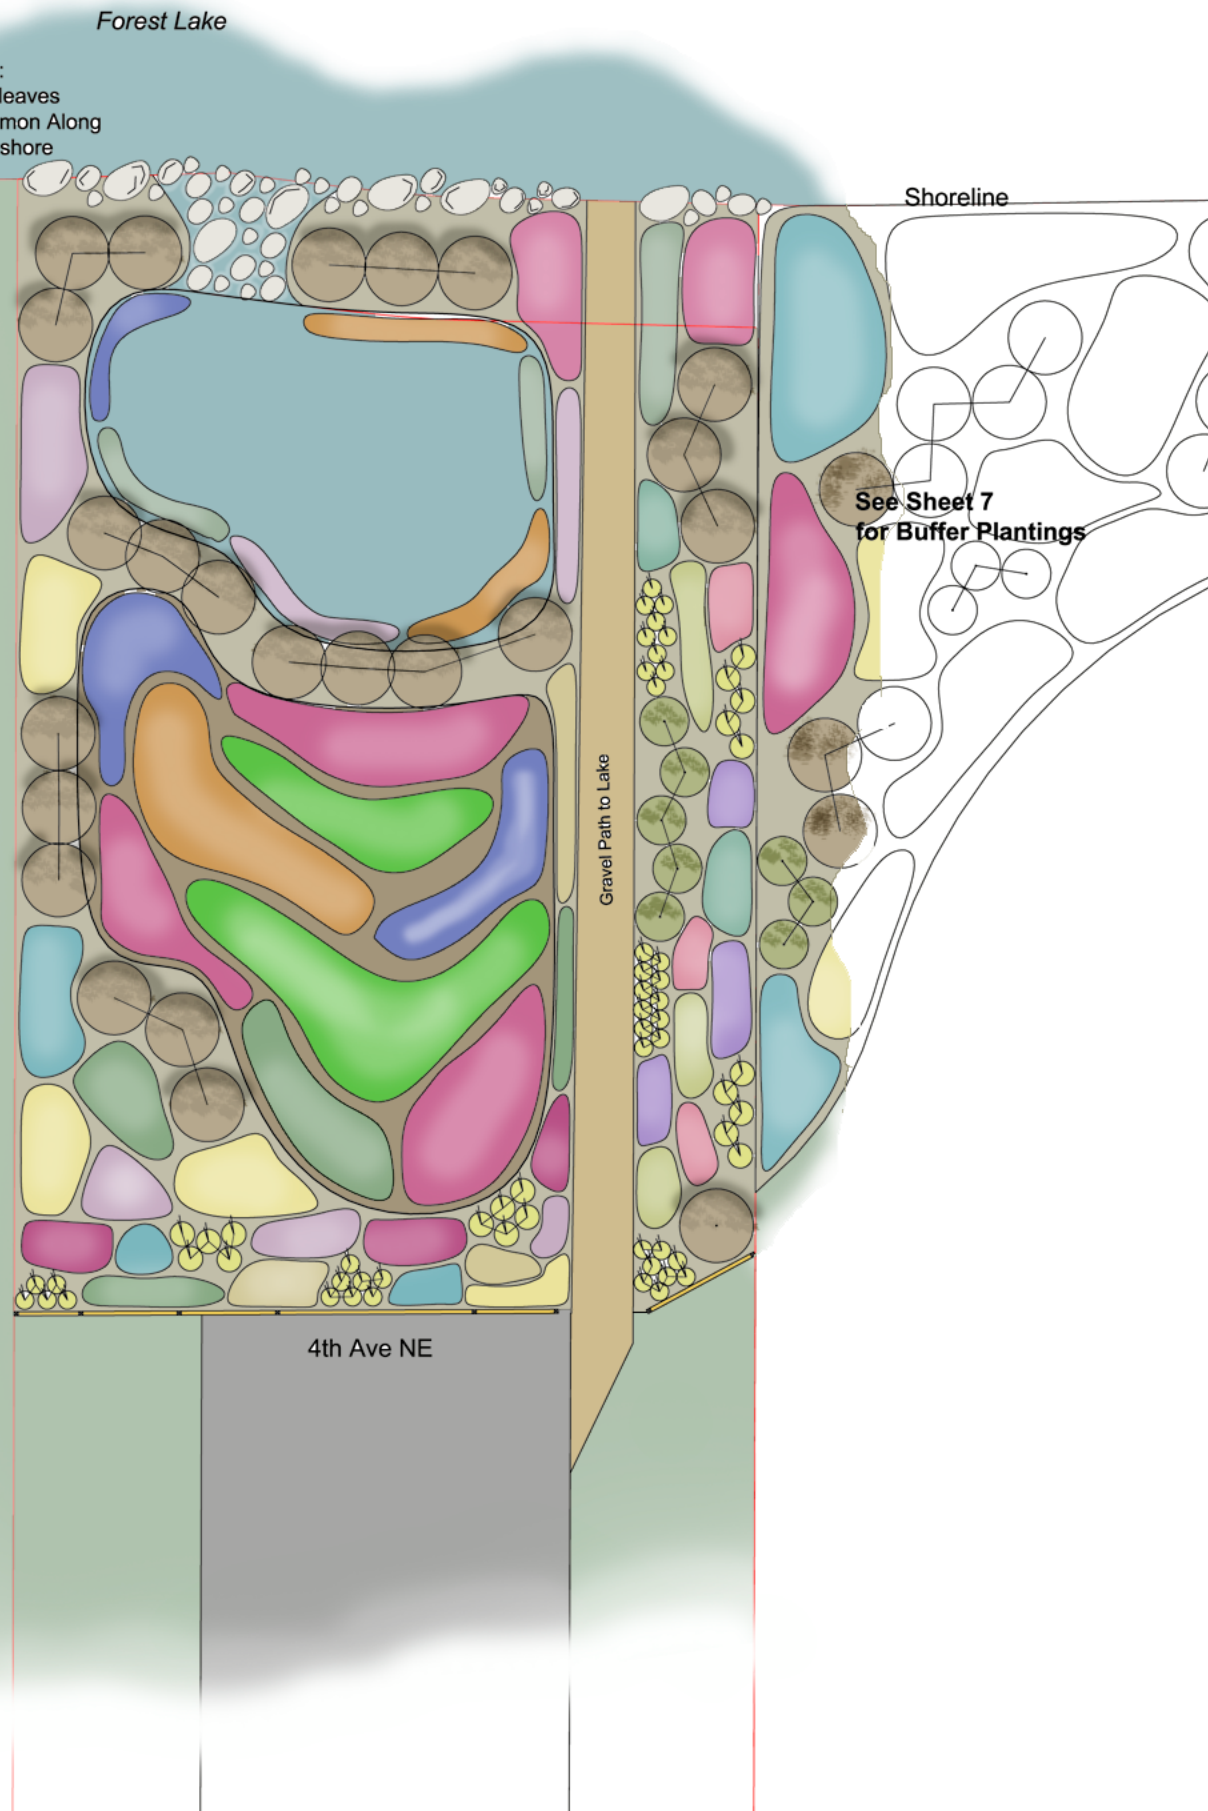 Forest Lake
:
leaves
mon Along
shore
Shoreline
See Sheet 7
for Buffer Plantings
Gravel Path to Lake
4th Ave NE